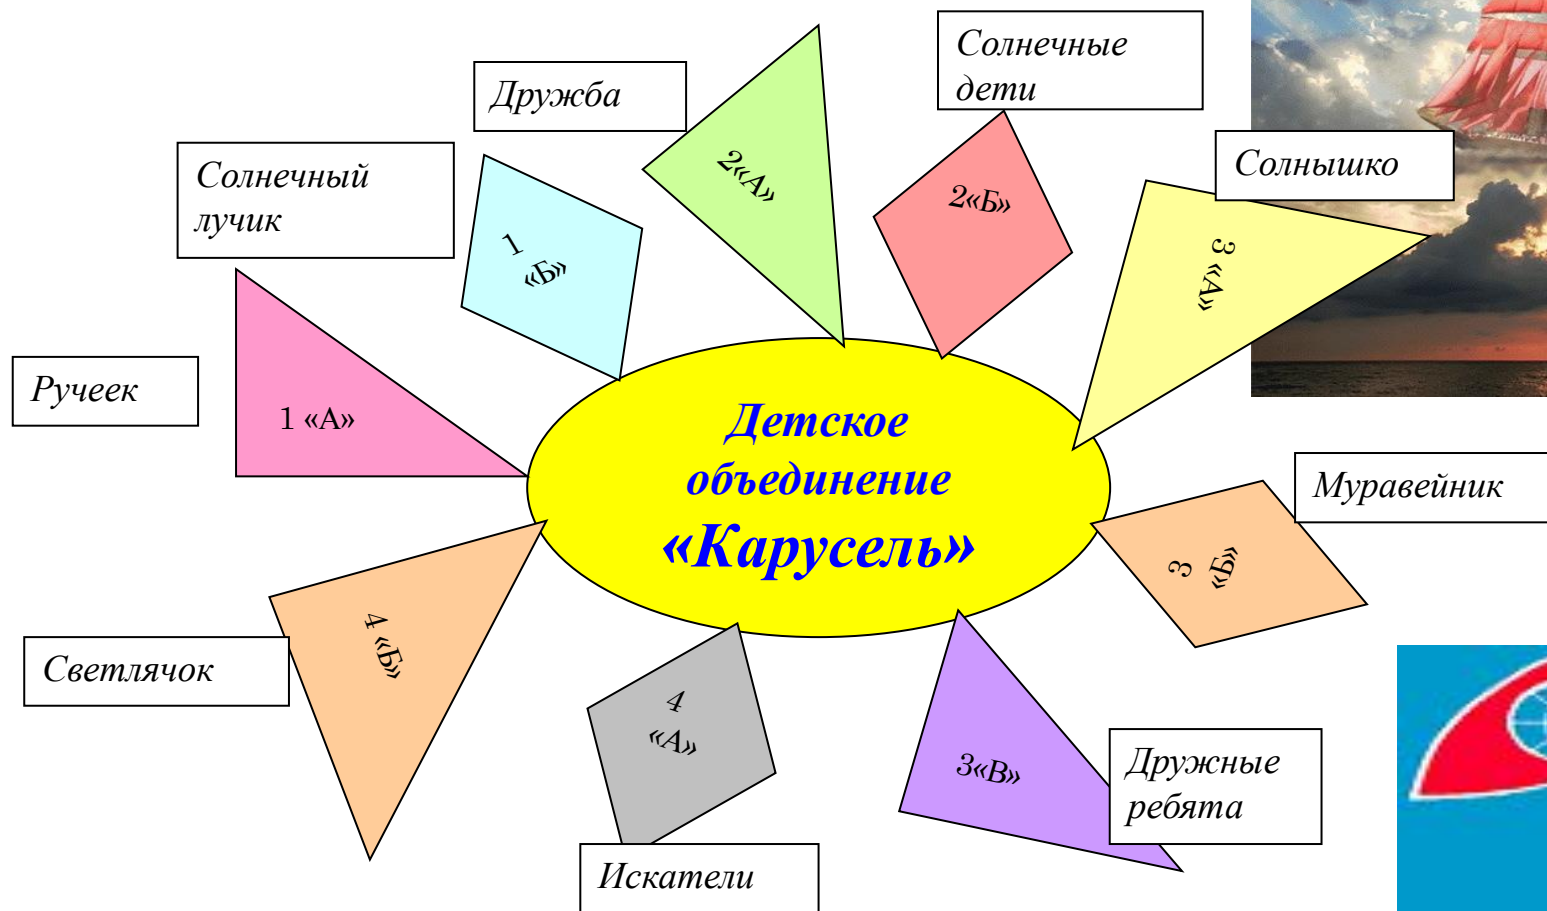 Солнечные
дети
Дружба
Солнечный
лучик
Солнышко
2«А»
2«Б»
1
«Б»
3 «А»
Ручеек
1 «А»
Детское
объединение
«Карусель»
Муравейник
3
«Б»
4 «Б»
Светлячок
4
«А»
3«В»
Дружные
ребята
Искатели